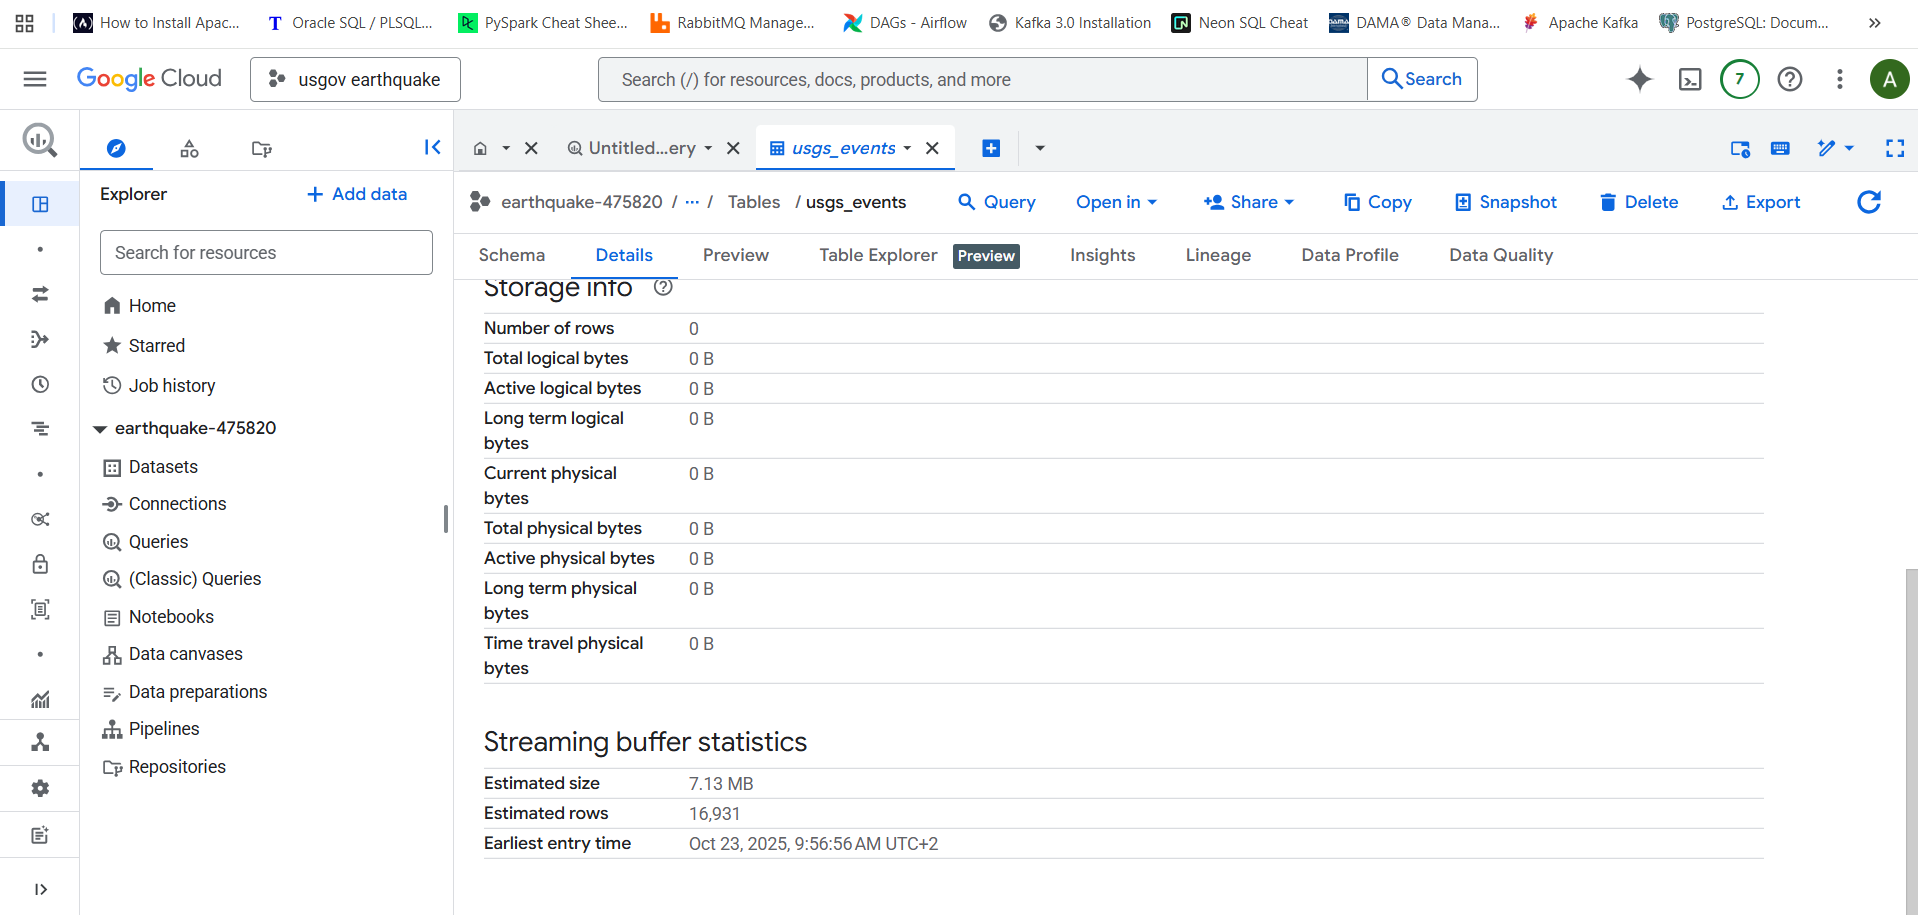 How to Install Apac...
Oracle SQL / PLSQL...
PySpark Cheat Shee...
RabbitMQ Manage...
DAGs - Airflow
Kafka 3.0 Installation
Neon SQL Cheat
DAMA® Data Mana...
Apache Kafka
PostgreSQL: Docum...
Google Cloud
usgov earthquake
Search (/) for resources, docs, products, and more
Search
7
A
Untitled...ery
usgs_events
Explorer
+ Add data
Search for resources
Home
Starred
Job history
earthquake-475820
Datasets
Connections
Queries
(Classic) Queries
Notebooks
Data canvases
Data preparations
Pipelines
Repositories
earthquake-475820 / ... / Tables / usgs_events
Query
Open in
Share
Copy
Snapshot
Delete
Export
Schema
Details
Preview
Table Explorer Preview
Insights
Lineage
Data Profile
Data Quality
Storage info
Number of rows 0
Total logical bytes 0 B
Active logical bytes 0 B
Long term logical 0 B
bytes
Current physical 0 B
bytes
Total physical bytes 0 B
Active physical bytes 0 B
Long term physical 0 B
bytes
Time travel physical 0 B
bytes
Streaming buffer statistics
Estimated size 7.13 MB
Estimated rows 16,931
Earliest entry time Oct 23, 2025, 9:56:56 AM UTC+2